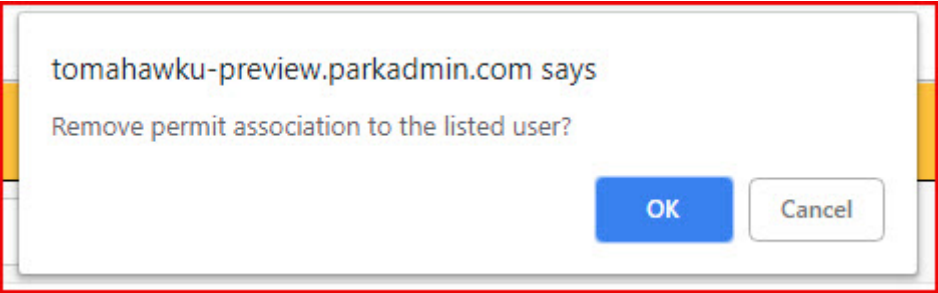 tomahawku-preview.parkadmin.com says
Remove permit association to the listed user?
OK Cancel